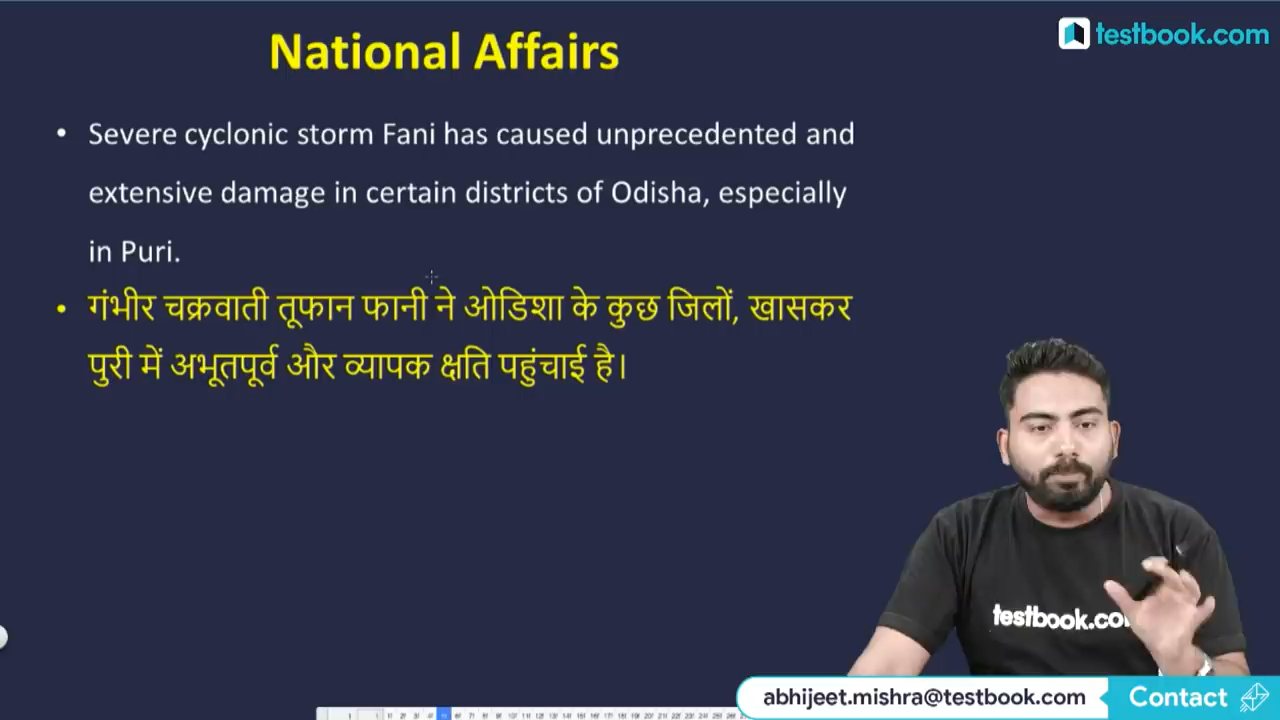 National Affairs
testbook.com
• Severe cyclonic storm Fani has caused unprecedented and
extensive damage in certain districts of Odisha, especially
in Puri.
• गंभीर चक्रवाती तूफान फानी ने ओडिशा के कुछ जिलों, खासकर
पुरी में अभूतपूर्व और व्यापक क्षति पहुंचाई है।
testbook.co
abhijeet.mishra@testbook.com
Contact